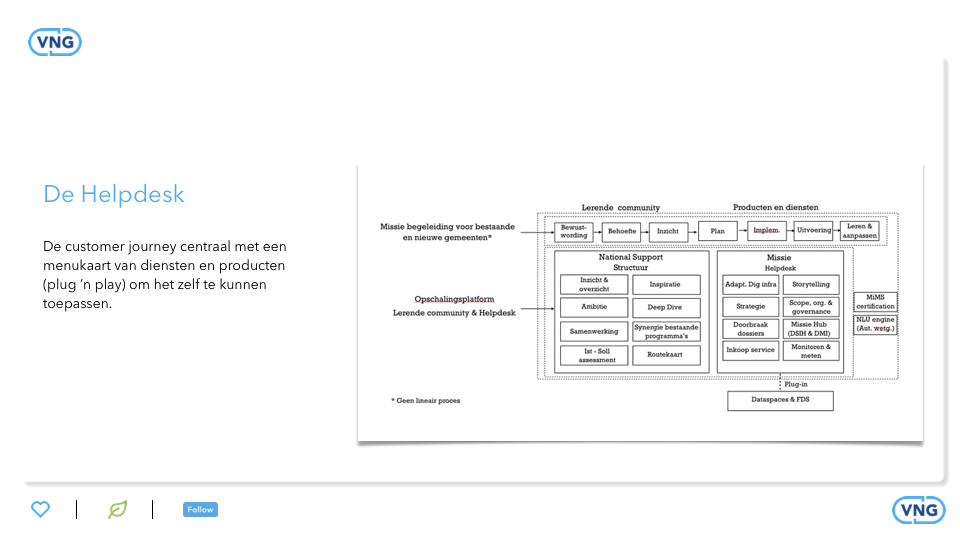 VNG
De Helpdesk
De customer journey centraal met een
menukaart van diensten en producten
(plug ‘n play) om het zelf te kunnen
toepassen.
Lerende community
Producten en diensten
Missie begeleiding voor bestaande
en nieuwe gemeenten*
Bewust-
wording
Behoefte
Inzicht
Plan
Implem.
Uitvoering
Leren &
aanpassen
National Support
Structuur
Inzicht &
overzicht
Inspiratie
Ambitie
Deep Dive
Samenwerking
Synergie bestaande
programma's
Ist - Soll
assessment
Routekaart
Missie
Helpdesk
Adapt. Dig infra
Storytelling
Strategie
Scope, org. &
governance
Doorbraak
dossiers
Missie Hub
(DSIH & DMI)
Inkoop service
Monitoren &
meten
MiMS
certification
NLU engine
(Aut. wetg.)
Opschalingsplatform
Lerende community & Helpdesk
Plug-in
Dataspaces & FDS
* Geen lineair proces
Follow
VNG